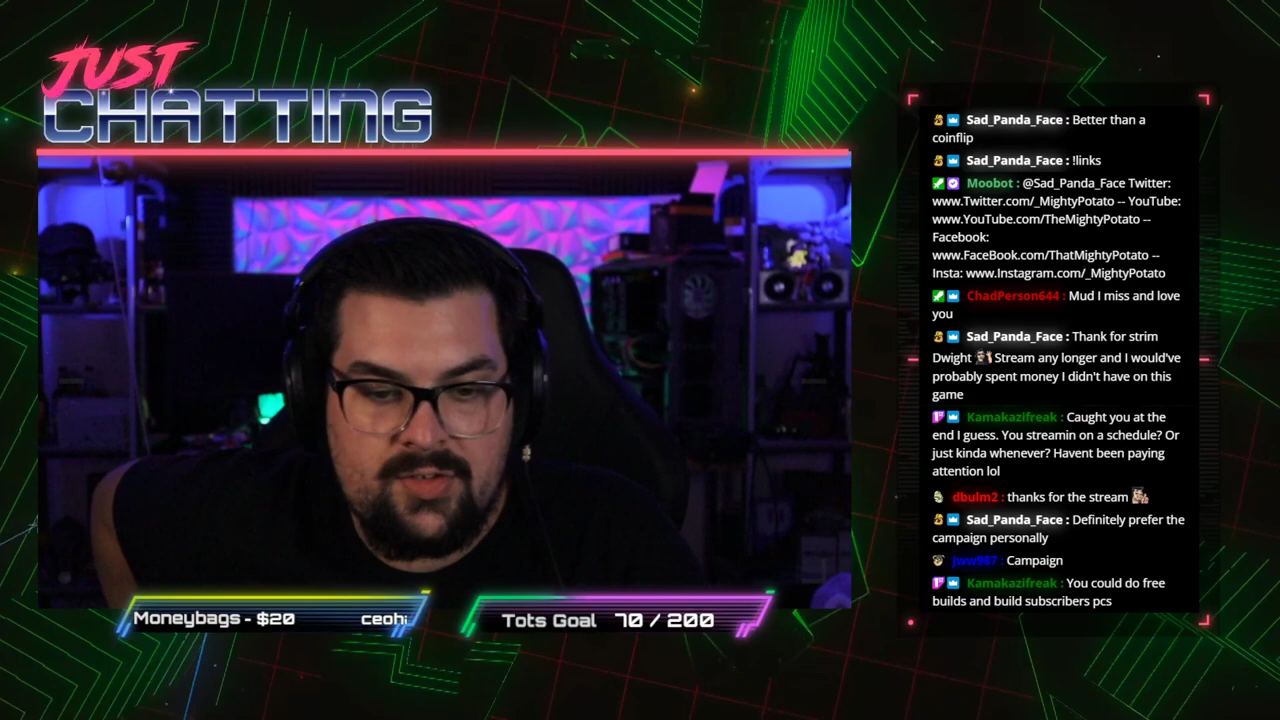 JUST
CHATTING
Sad_Panda_Face : Better than a
coinflip
Sad_Panda_Face : !links
Moobot : @Sad_Panda_Face Twitter:
www.Twitter.com/_MightyPotato -- YouTube:
www.YouTube.com/TheMightyPotato --
Facebook:
www.FaceBook.com/ThatMightyPotato --
Insta: www.Instagram.com/_MightyPotato
ChadPerson644 : Mud I miss and love
you
Sad_Panda_Face : Thank for strim
Dwight Stream any longer and I would've
probably spent money I didn't have on this
game
Kamakazifreak : Caught you at the
end I guess. You streamin on a schedule? Or
just kinda whenever? Havent been paying
attention lol
dbulm2 : thanks for the stream
Sad_Panda_Face : Definitely prefer the
campaign personally
jww987 : Campaign
Kamakazifreak : You could do free
builds and build subscribers pcs
Moneybags - $20 ceohi
Tots Goal 70 / 200